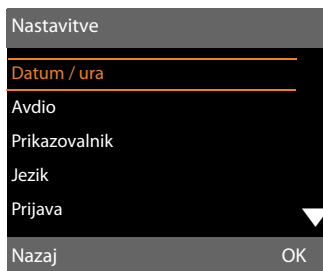 Nastavitve
Datum / ura
Avdio
Prikazovalnik
Jezik
Prijava
Nazaj OK